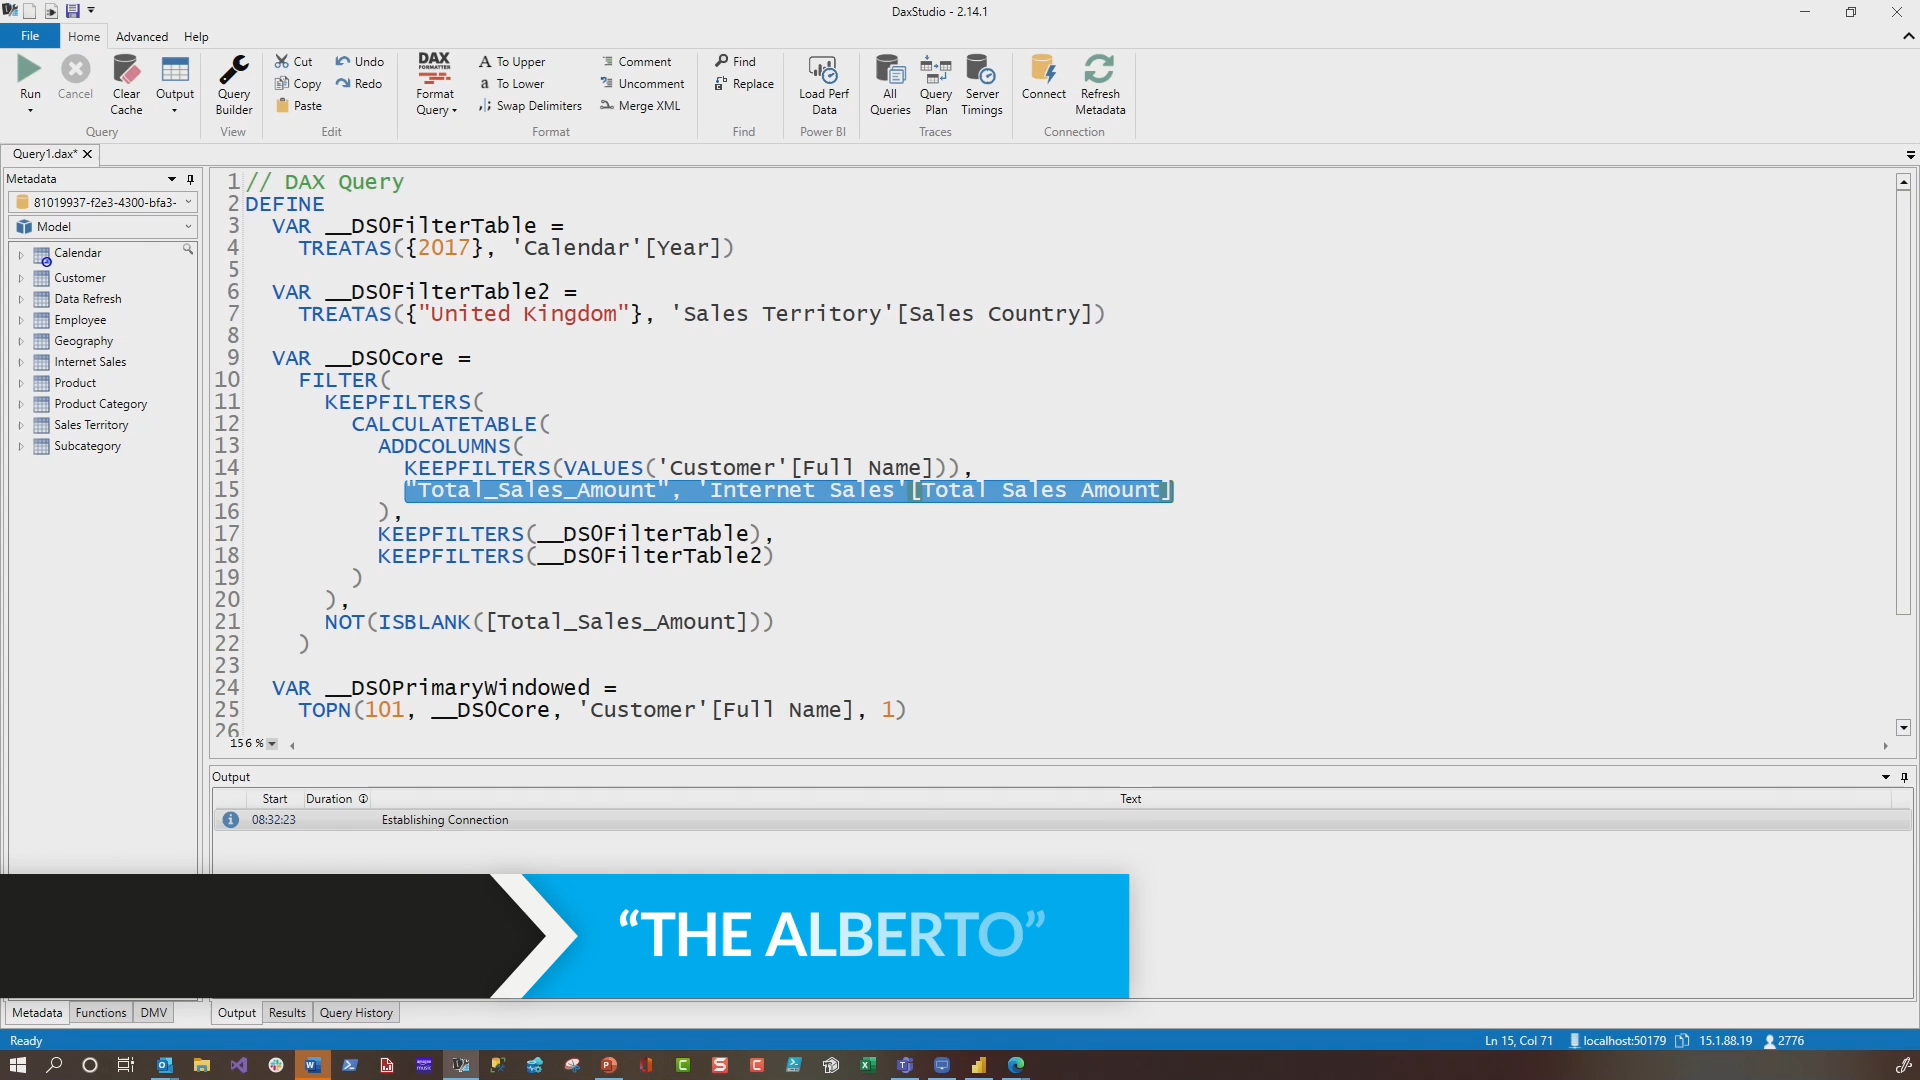 DaxStudio - 2.14.1
File Home Advanced Help
Run
Cancel
Clear
Cache
Output
Query
Query
Builder
View
Cut
Copy
Paste
Undo
Redo
Edit
DAX
FORMATTER
Format
Query
To Upper
To Lower
Swap Delimiters
Comment
Uncomment
Merge XML
Format
Find
Replace
Find
Load Perf
Data
Power BI
All
Queries
Query
Plan
Server
Timings
Traces
Connect
Refresh
Metadata
Connection
Query1.dax*
Metadata
81019937-f2e3-4300-bfa3-
Model
Calendar
Customer
Data Refresh
Employee
Geography
Internet Sales
Product
Product Category
Sales Territory
Subcategory
1 // DAX Query
2 DEFINE
3 VAR __DS0FilterTable =
4 TREATAS({2017}, 'Calendar'[Year])
5
6 VAR __DS0FilterTable2 =
7 TREATAS({"United Kingdom"}, 'Sales Territory'[Sales Country])
8
9 VAR __DS0Core =
10 FILTER(
11 KEEPFILTERS(
12 CALCULATETABLE(
13 ADDCOLUMNS(
14 KEEPFILTERS(VALUES('Customer'[Full Name])),
15 "Total_Sales_Amount", 'Internet Sales'[Total Sales Amount]
16 ),
17 KEEPFILTERS(__DS0FilterTable),
18 KEEPFILTERS(__DS0FilterTable2)
19 )
20 ),
21 NOT(ISBLANK([Total_Sales_Amount]))
22 )
23
24 VAR __DS0PrimaryWindowed =
25 TOPN(101, __DS0Core, 'Customer'[Full Name], 1)
26
156 %
Output
Start Duration Text
08:32:23 Establishing Connection
“THE ALBERTO”
Metadata Functions DMV
Output Results Query History
Ready
Ln 15, Col 71 localhost:50179 15.1.88.19 2776